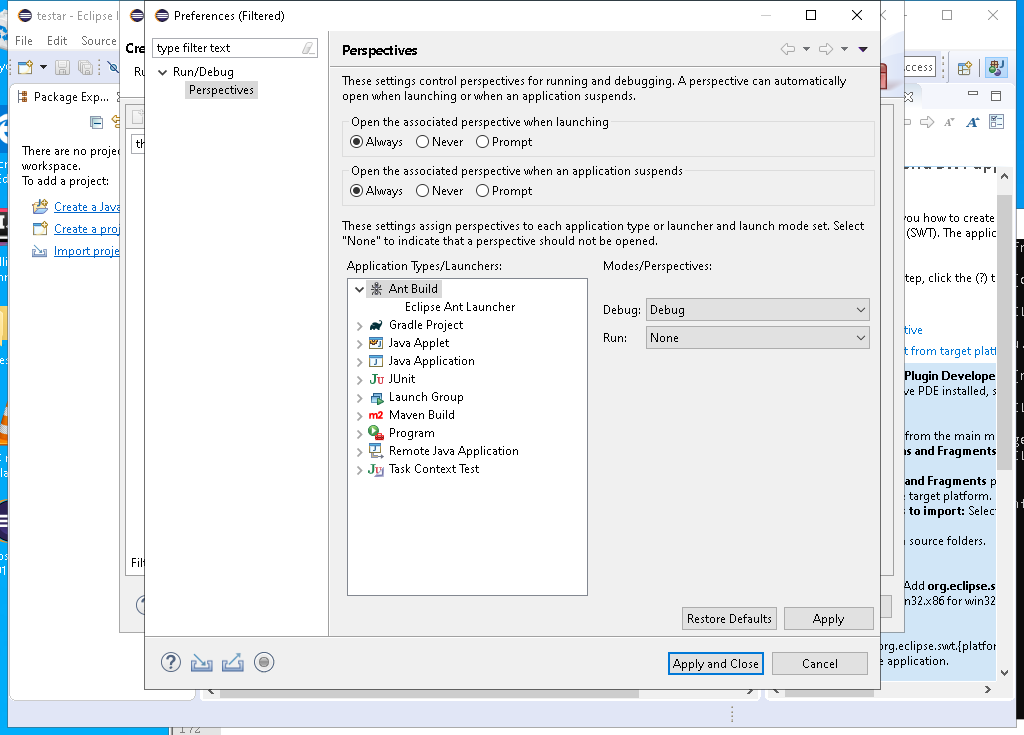 testar - Eclipse I
File Edit Source
Package Exp...
There are no projec
workspace.
To add a project:
Create a Java
Create a proj
Import proje
Cre
Ru
th
Filt
Preferences (Filtered)
type filter text
Run/Debug
Perspectives
Perspectives
These settings control perspectives for running and debugging. A perspective can automatically
open when launching or when an application suspends.
Open the associated perspective when launching
Always Never Prompt
Open the associated perspective when an application suspends
Always Never Prompt
These settings assign perspectives to each application type or launcher and launch mode set. Select
"None" to indicate that a perspective should not be opened.
Application Types/Launchers:
Modes/Perspectives:
Ant Build
Eclipse Ant Launcher
Gradle Project
Java Applet
Java Application
JUnit
Launch Group
Maven Build
Program
Remote Java Application
Task Context Test
Debug: Debug
Run: None
Restore Defaults
Apply
Apply and Close
Cancel
ccess
you how to create
(SWT). The applic
tep, click the (?) t
tive
t from target platf
Plugin Develope
ve PDE installed, s
from the main m
s and Fragments
and Fragments p
target platform.
s to import: Selec
source folders.
Add org.eclipse.s
n32.x86 for win32
org.eclipse.swt.{platfor
e application.
172